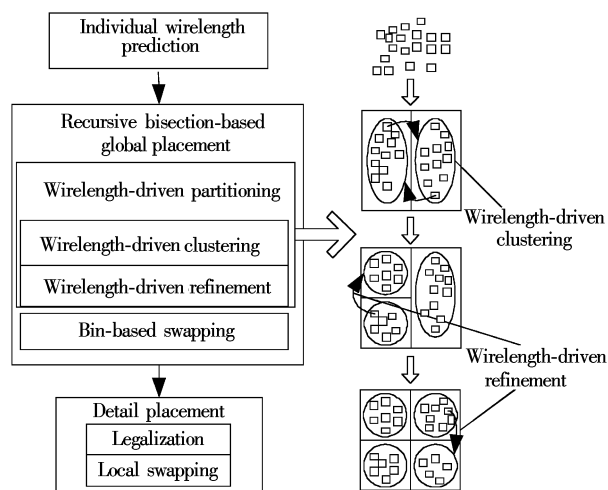 Individual wirelength
prediction
Recursive bisection-based
global placement
Wirelength-driven partitioning
Wirelength-driven clustering
Wirelength-driven refinement
Bin-based swapping
Detail placement
Legalization
Local swapping
Wirelength-driven
clustering
Wirelength-driven
refinement